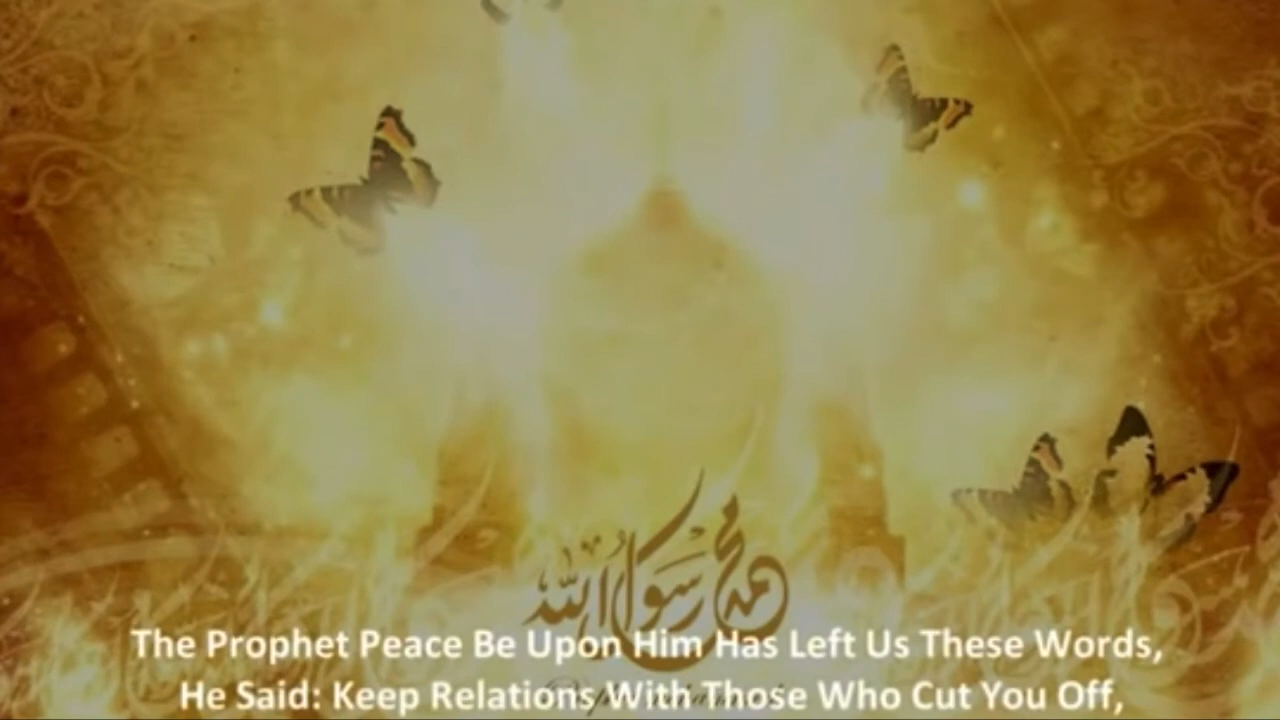 محمد رسول الله
The Prophet Peace Be Upon Him Has Left Us These Words,
He Said: Keep Relations With Those Who Cut You Off,